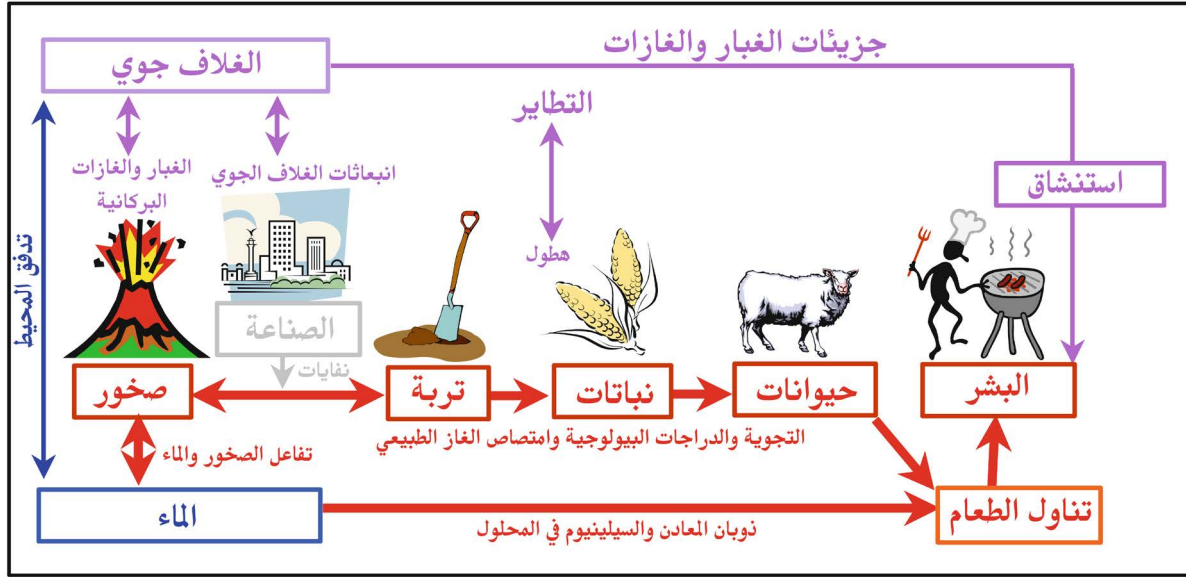 جزيئات الغبار والغازات
الغلاف جوي
التطاير
الغبار والغازات
البركانية
انبعاثات الغلاف الجوي
استنشاق
هطول
تدفق المحيط
الصناعة
نفايات
صخور
تربة
نباتات
حيوانات
البشر
التجوية والدراجات البيولوجية وامتصاص الغاز الطبيعي
تفاعل الصخور والماء
الماء
تناول الطعام
ذوبان المعادن والسيلينيوم في المحلول